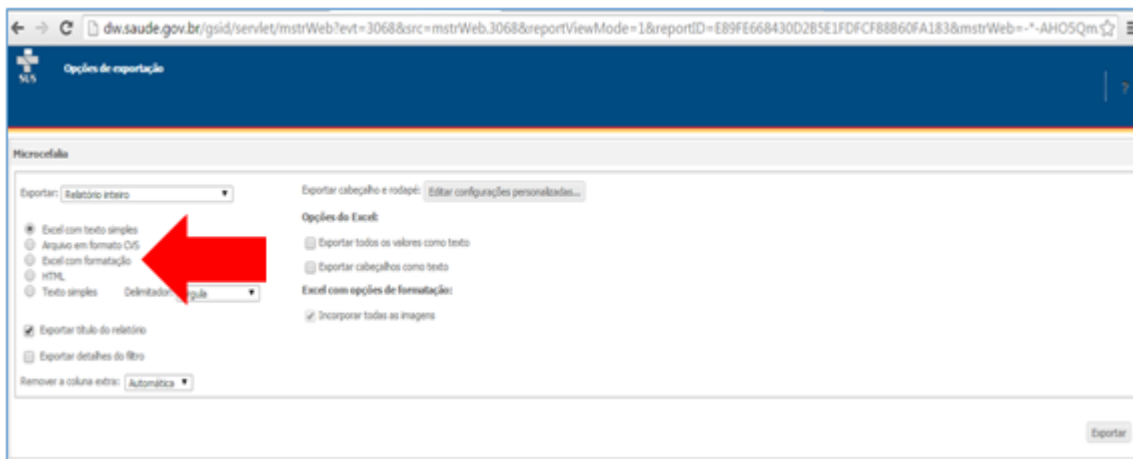 dw.saude.gov.br/gsid/servlet/mstrWeb?evt=3068&src=mstrWeb.3068&reportViewMode=1&reportID=E89FE668430D2B5E1FDFCF88B60FA183&mstrWeb=-*-AHO5Qm
SUS
Opções de exportação
?
Microcefalia
Exportar: Relatório inteiro
Excel com texto simples
Arquivo em formato CVS
Excel com formatação
HTML
Texto simples Delimitador:
Exportar título do relatório
Exportar detalhes do filtro
Remover a coluna extra: Automática
Exportar cabeçalho e rodapé: Editar configurações personalizadas...
Opções do Excel:
Exportar todos os valores como texto
Exportar cabeçalhos como texto
Excel com opções de formatação:
Incorporar todas as imagens
Exportar